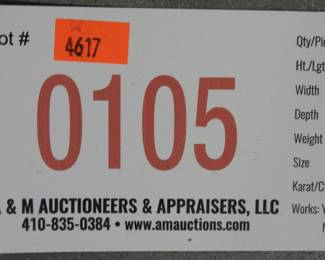 ot #
4617
0105
& M AUCTIONEERS & APPRAISERS, LLC
410-835-0384 • www.amauctions.com
Qty/Pie
Ht./Lgt
Width
Depth
Weight
Size
Karat/C
Works: Y